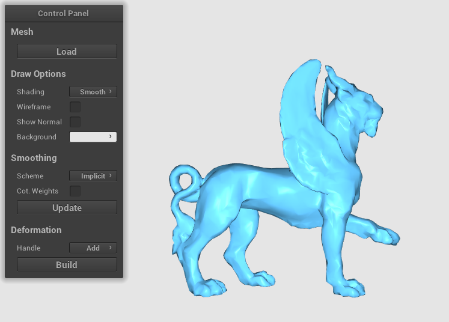 Control Panel
Mesh
Load
Draw Options
Shading Smooth
Wireframe
Show Normal
Background
Smoothing
Scheme Implicit
Cot. Weights
Update
Deformation
Handle Add
Build